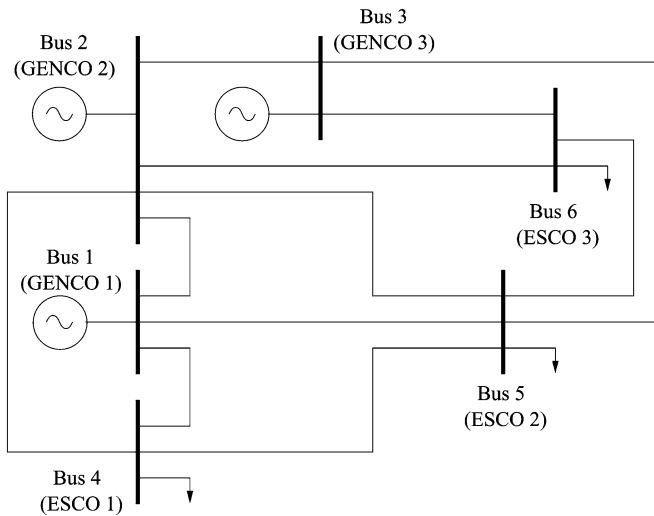 Bus 2
(GENCO 2)
Bus 3
(GENCO 3)
Bus 6
(ESCO 3)
Bus 1
(GENCO 1)
Bus 5
(ESCO 2)
Bus 4
(ESCO 1)